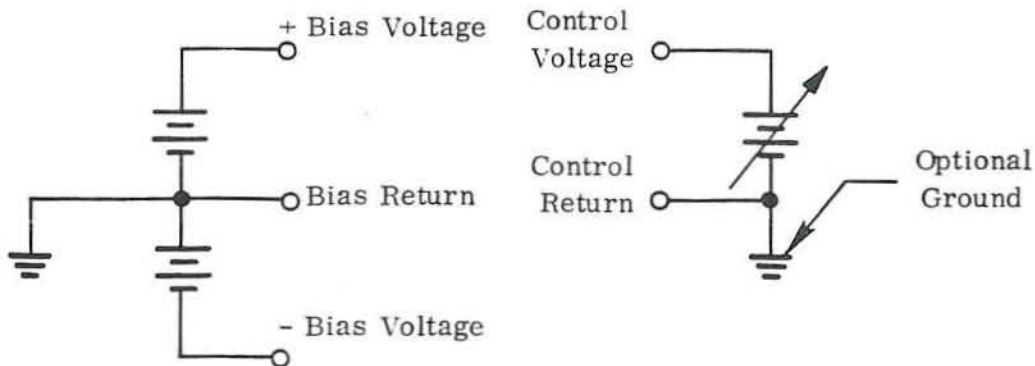 + Bias Voltage
Bias Return
- Bias Voltage
Control
Voltage
Control
Return
Optional
Ground